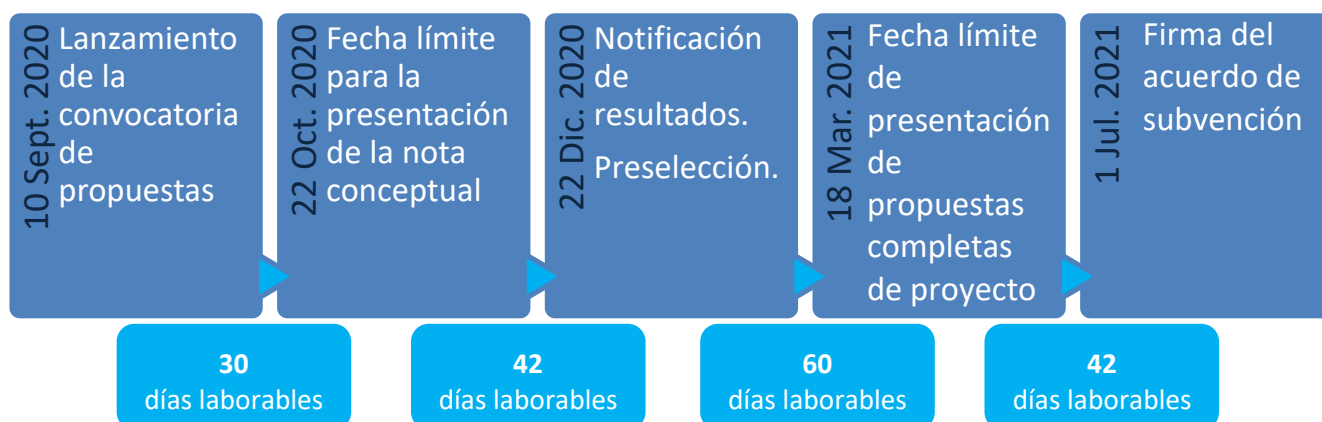 10 Sept. 2020
Lanzamiento
de la
convocatoria
de
propuestas
22 Oct. 2020
Fecha límite
para la
presentación
de la nota
conceptual
22 Dic. 2020
Notificación
de
resultados.
Preselección.
18 Mar. 2021
Fecha límite
de
presentación
de
propuestas
completas
de proyecto
1 Jul. 2021
Firma del
acuerdo de
subvención
30
días laborables
42
días laborables
60
días laborables
42
días laborables